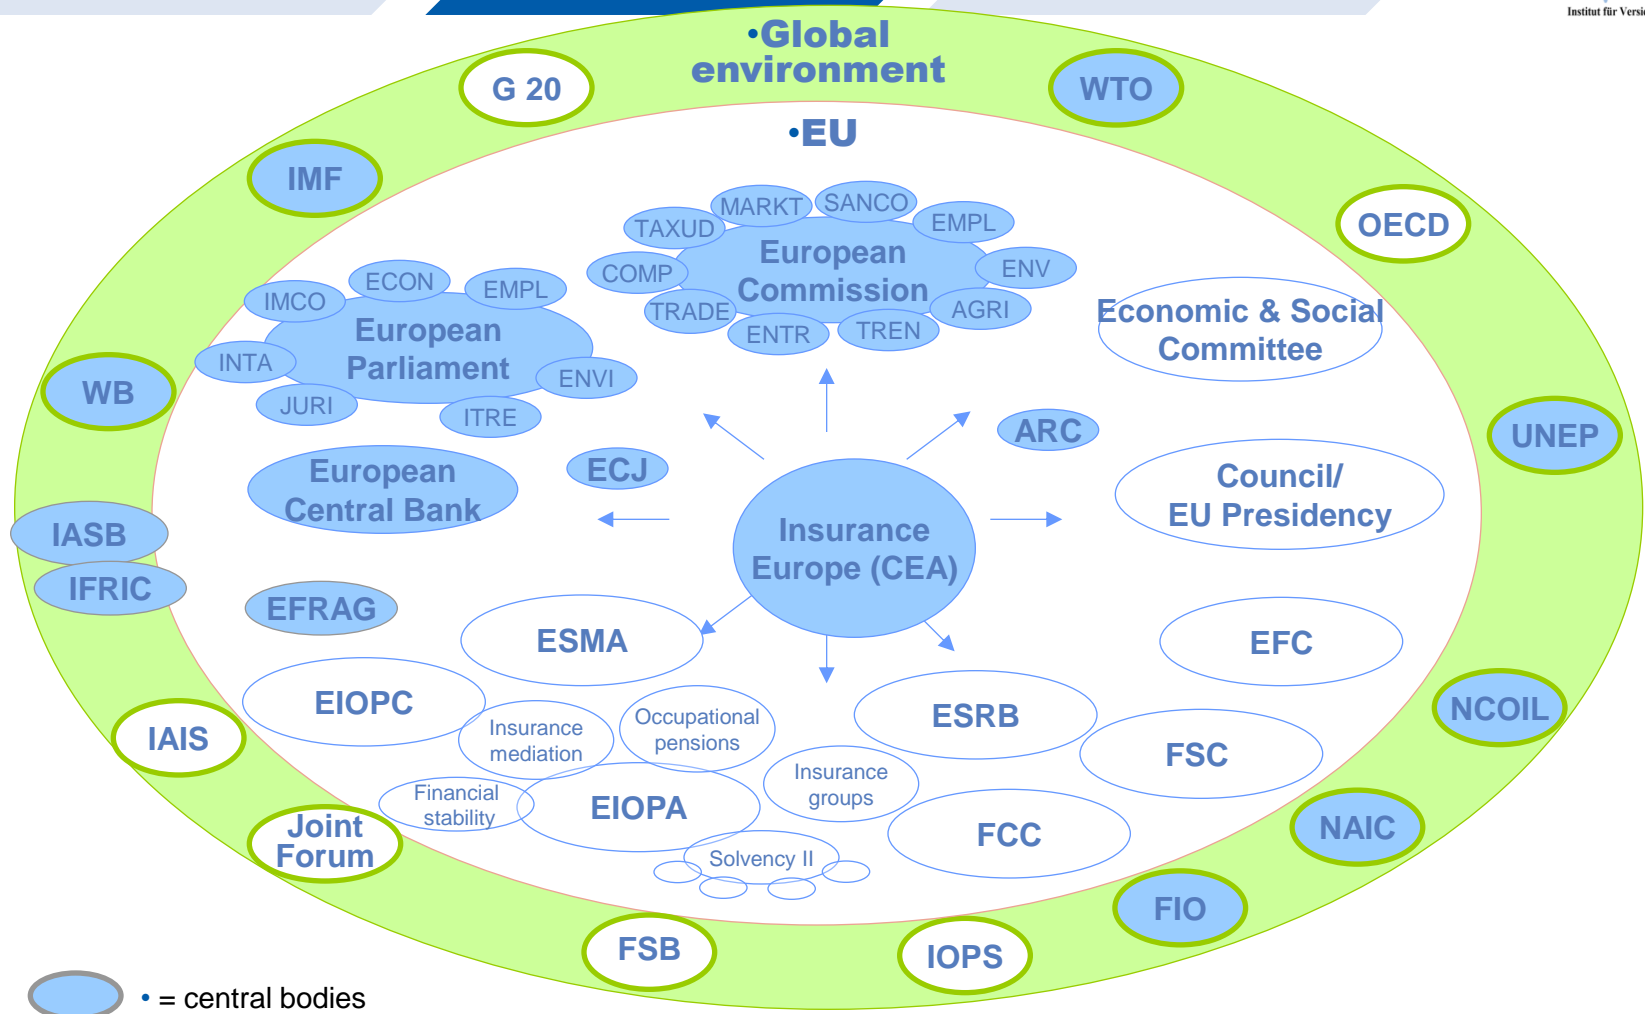 Institut für Versi
•Global
environment
G 20
WTO
•EU
IMF
OECD
MARKT
SANCO
TAXUD
EMPL
European
Commission
COMP
ENV
TRADE
AGRI
ENTR
TREN
ECON
EMPL
IMCO
European
Parliament
INTA
ENVI
JURI
ITRE
Economic & Social
Committee
WB
UNEP
ARC
European
Central Bank
ECJ
Council/
EU Presidency
Insurance
Europe (CEA)
IASB
IFRIC
EFRAG
ESMA
EFC
EIOPC
Insurance
mediation
Occupational
pensions
ESRB
NCOIL
IAIS
FSC
Insurance
groups
Financial
stability
EIOPA
Joint
Forum
FCC
NAIC
Solvency II
FIO
FSB
IOPS
• = central bodies